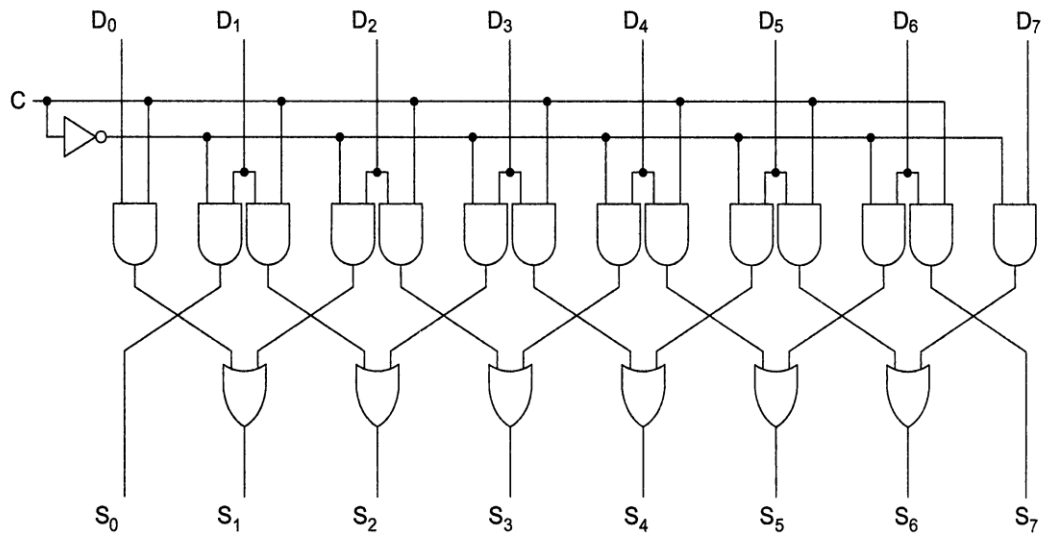 D₀ D₁ D₂ D₃ D₄ D₅ D₆ D₇
C
S₀ S₁ S₂ S₃ S₄ S₅ S₆ S₇